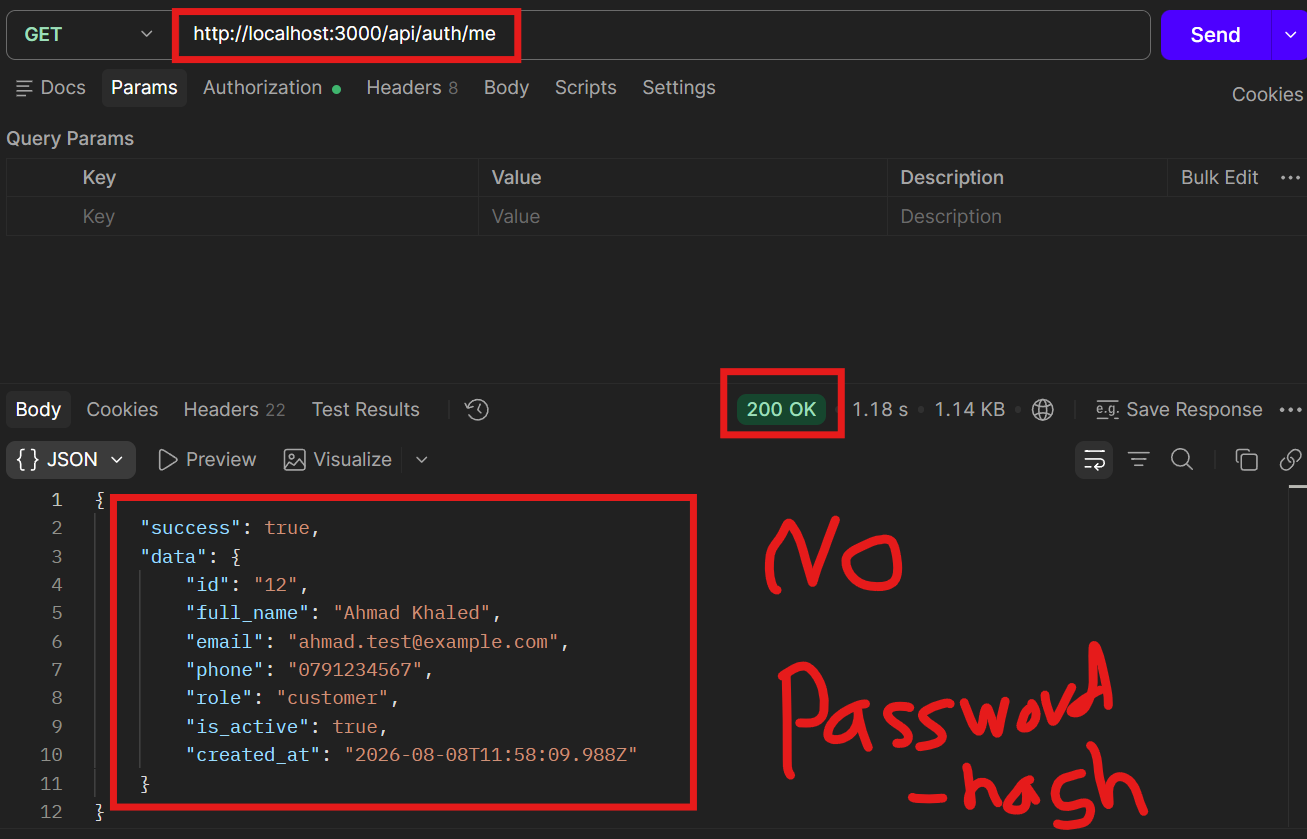 GET http://localhost:3000/api/auth/me Send
Docs Params Authorization Headers 8 Body Scripts Settings Cookies
Query Params
Key Value Description Bulk Edit
Key Value Description
Body Cookies Headers 22 Test Results 200 OK 1.18 s 1.14 KB e.g. Save Response
{} JSON Preview Visualize
1 {
2 "success": true,
3 "data": {
4 "id": "12",
5 "full_name": "Ahmad Khaled",
6 "email": "ahmad.test@example.com",
7 "phone": "0791234567",
8 "role": "customer",
9 "is_active": true,
10 "created_at": "2026-08-08T11:58:09.988Z"
11 }
12 }
No
Password
_hash